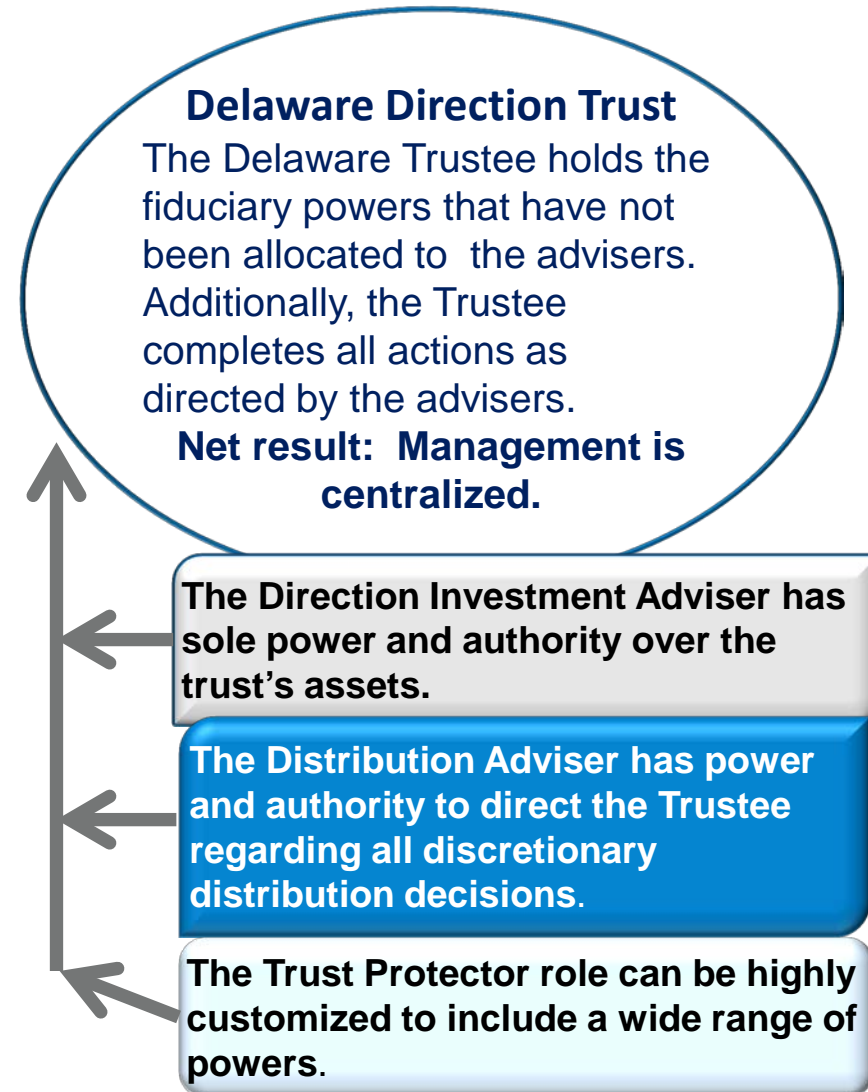 Delaware Direction Trust
The Delaware Trustee holds the
fiduciary powers that have not
been allocated to  the advisers.
Additionally, the Trustee
completes all actions as
directed by the advisers.
Net result:  Management is
centralized.
The Direction Investment Adviser has
sole power and authority over the
trust’s assets.
The Distribution Adviser has power
and authority to direct the Trustee
regarding all discretionary
distribution decisions.
The Trust Protector role can be highly
customized to include a wide range of
powers.